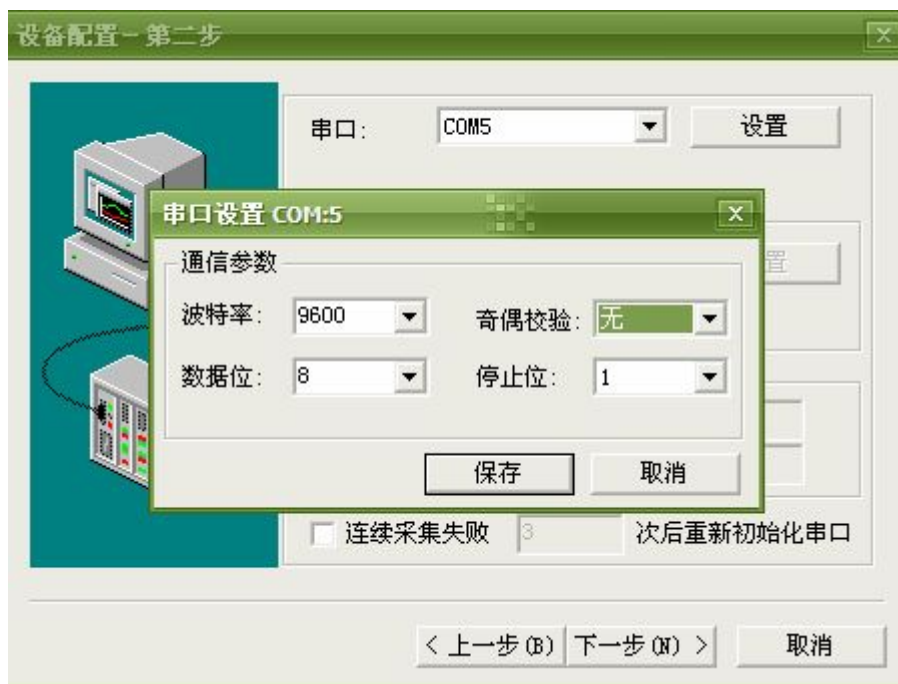 设备配置－第二步
串口: COM5 设置
串口设置 COM:5
置
通信参数
波特率: 9600 奇偶校验: 无
数据位: 8 停止位: 1
保存 取消
连续采集失败 3 次后重新初始化串口
< 上一步(B) 下一步(N) > 取消